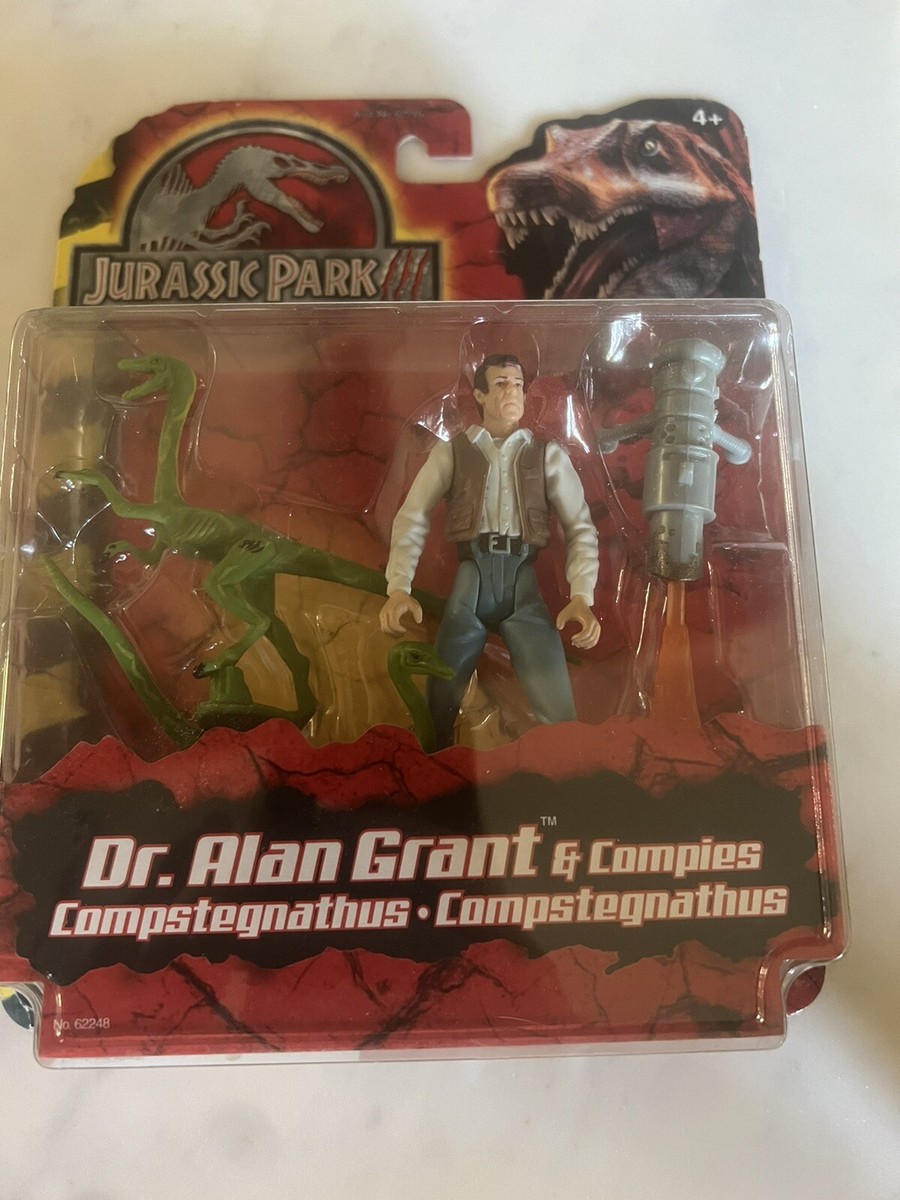 4+
JURASSIC PARK III
Dr. Alan Grant™ & Compies
Compstegnathus • Compstegnathus
No. 62248